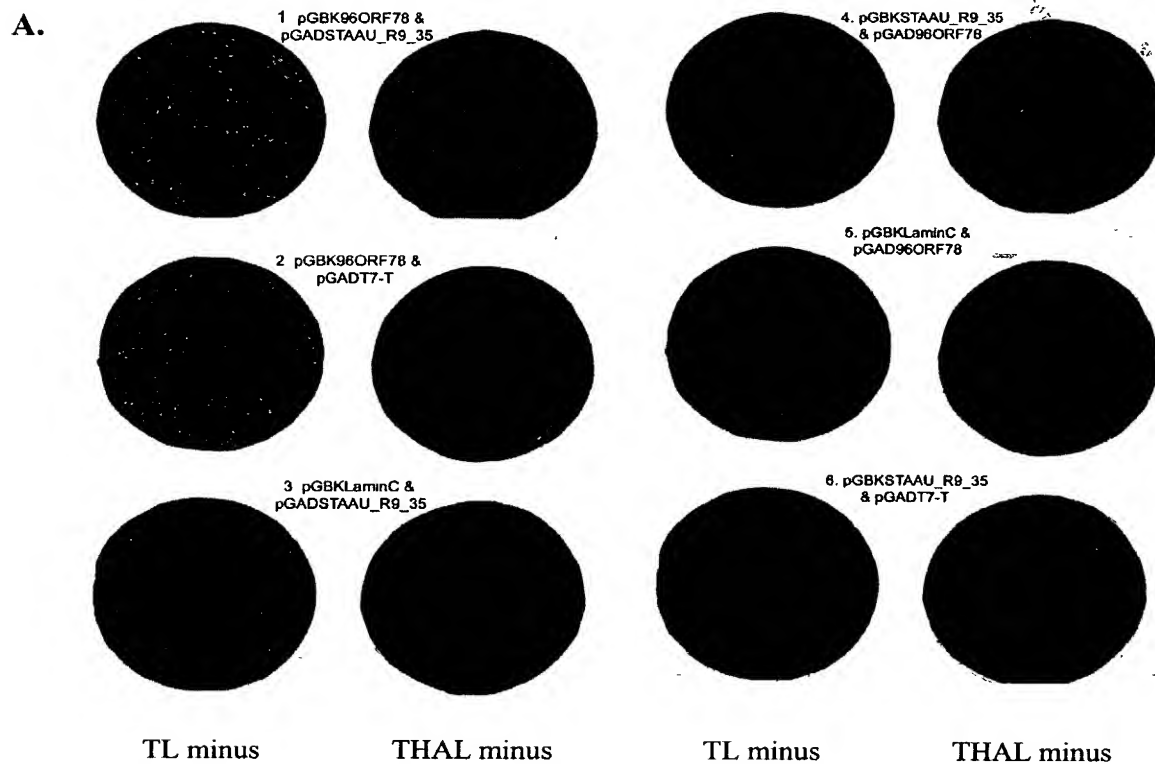 A.
1 pGBK96ORF78 &
pGADSTAAU_R9_35
4. pGBKSTAAU_R9_35
& pGAD96ORF78
2 pGBK96ORF78 &
pGADT7-T
5. pGBKLaminC &
pGAD96ORF78
3 pGBKLaminC &
pGADSTAAU_R9_35
6. pGBKSTAAU_R9_35
& pGADT7-T
TL minus
THAL minus
TL minus
THAL minus